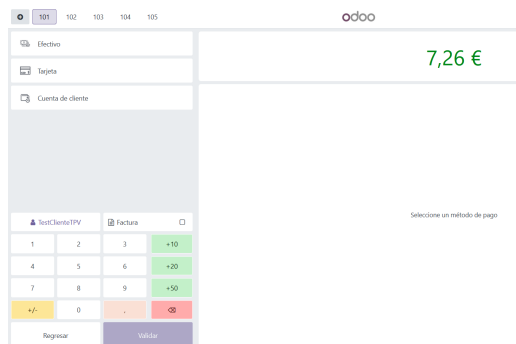 101 102 103 104 105 odoo
Efectivo
Tarjeta
Cuenta de cliente
7,26 €
Seleccione un método de pago
TestClienteTPV Factura
1 2 3 +10
4 5 6 +20
7 8 9 +50
+/- 0 ,
Regresar Validar